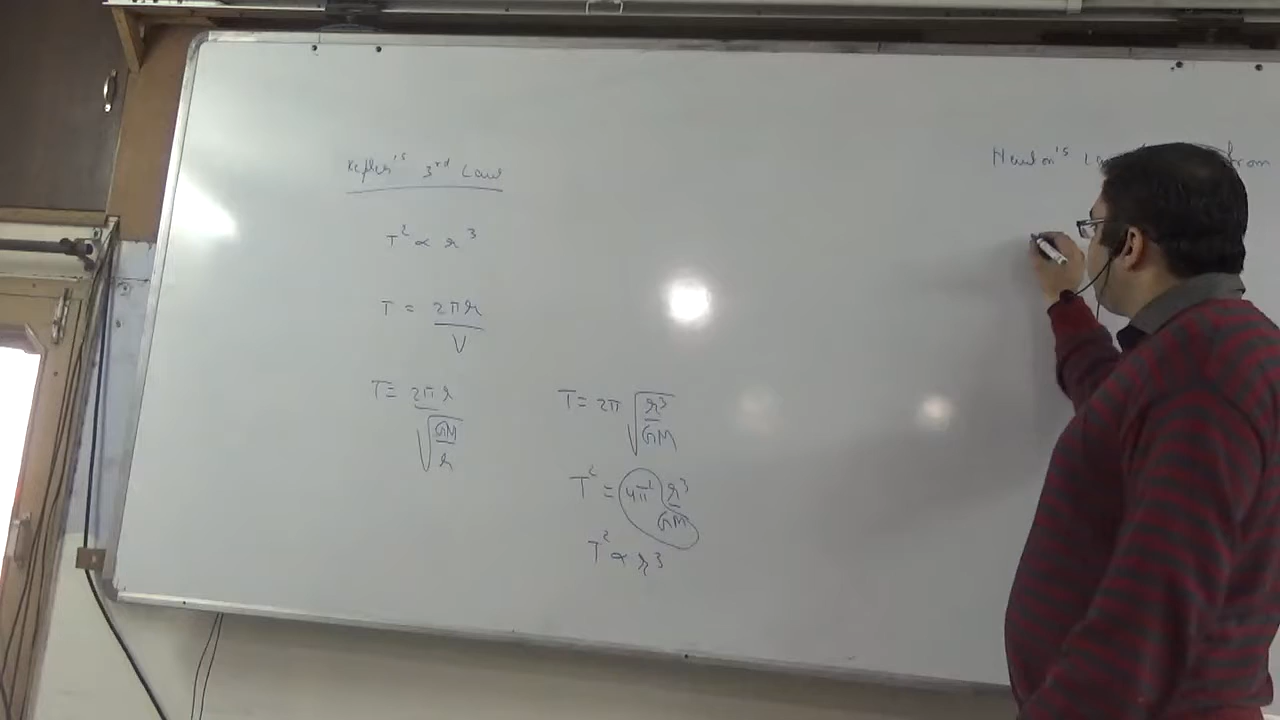 Kepler's 3rd Law
T² ∝ r³
T = 2πr / V
T = 2πr / √(GM/r)
T = 2π √(r³/GM)
T² = 4π² r³/GM
T² ∝ r³
Newton's from